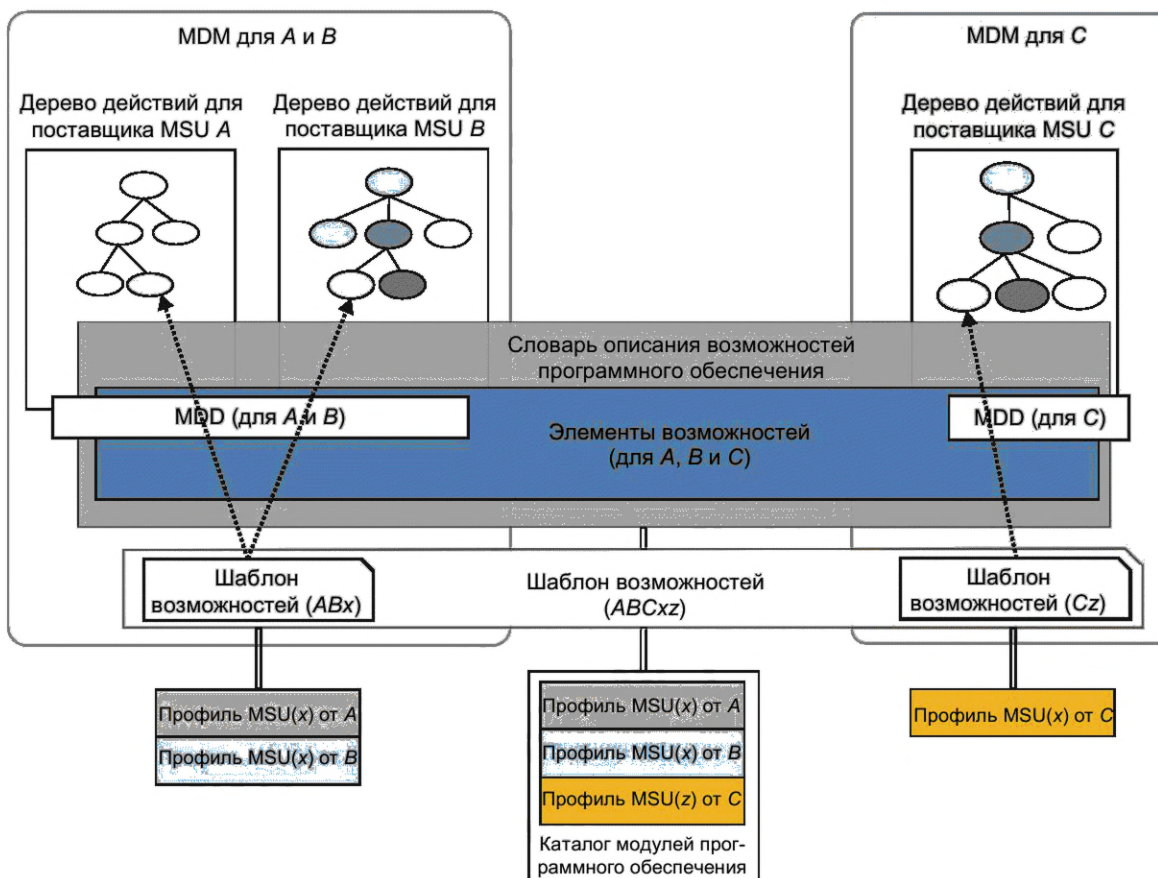 MDM для A и B
MDM для C
Дерево действий для
поставщика MSU A
Дерево действий для
поставщика MSU B
Дерево действий для
поставщика MSU C
Словарь описания возможностей
программного обеспечения
MDD (для A и B)
Элементы возможностей
(для A, B и C)
MDD (для C)
Шаблон
возможностей (ABx)
Шаблон возможностей
(ABCxz)
Шаблон
возможностей (Cz)
Профиль MSU(x) от A
Профиль MSU(x) от B
Профиль MSU(x) от A
Профиль MSU(x) от B
Профиль MSU(z) от C
Каталог модулей прог-
раммного обеспечения
Профиль MSU(x) от C